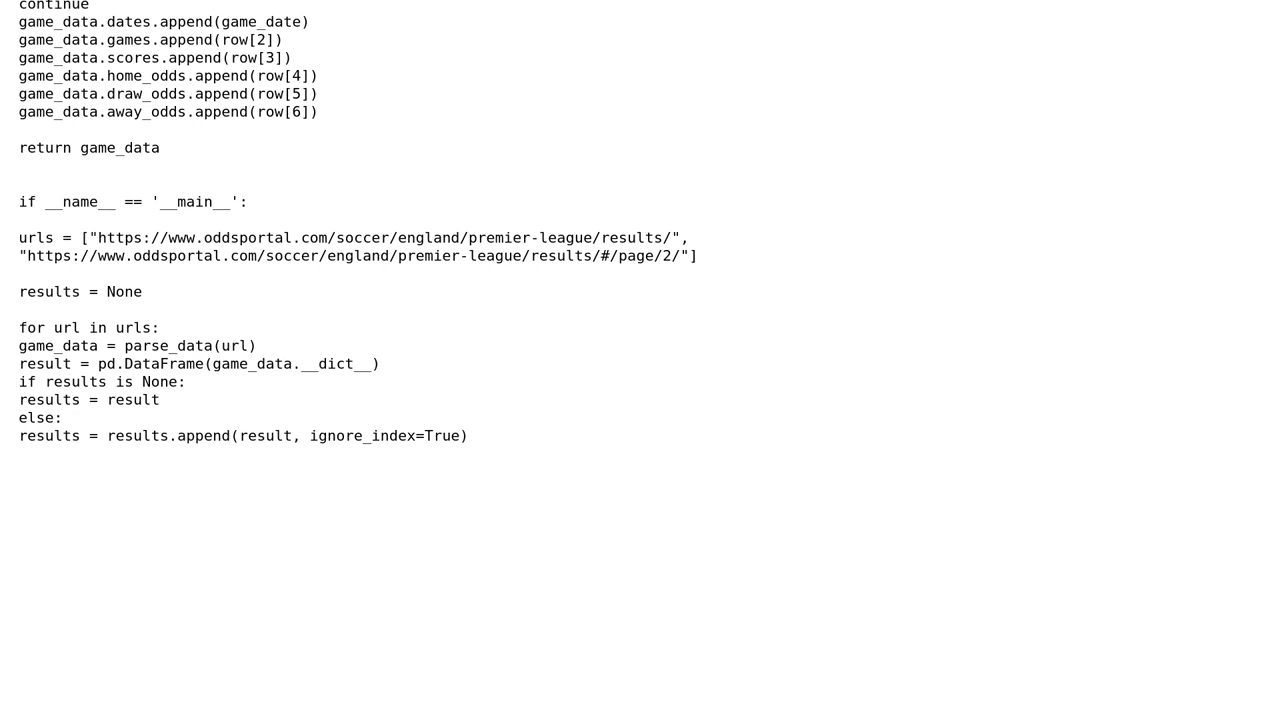 continue
game_data.dates.append(game_date)
game_data.games.append(row[2])
game_data.scores.append(row[3])
game_data.home_odds.append(row[4])
game_data.draw_odds.append(row[5])
game_data.away_odds.append(row[6])

return game_data

if __name__ == '__main__':

urls = ["https://www.oddsportal.com/soccer/england/premier-league/results/",
"https://www.oddsportal.com/soccer/england/premier-league/results/#/page/2/"]

results = None

for url in urls:
game_data = parse_data(url)
result = pd.DataFrame(game_data.__dict__)
if results is None:
results = result
else:
results = results.append(result, ignore_index=True)